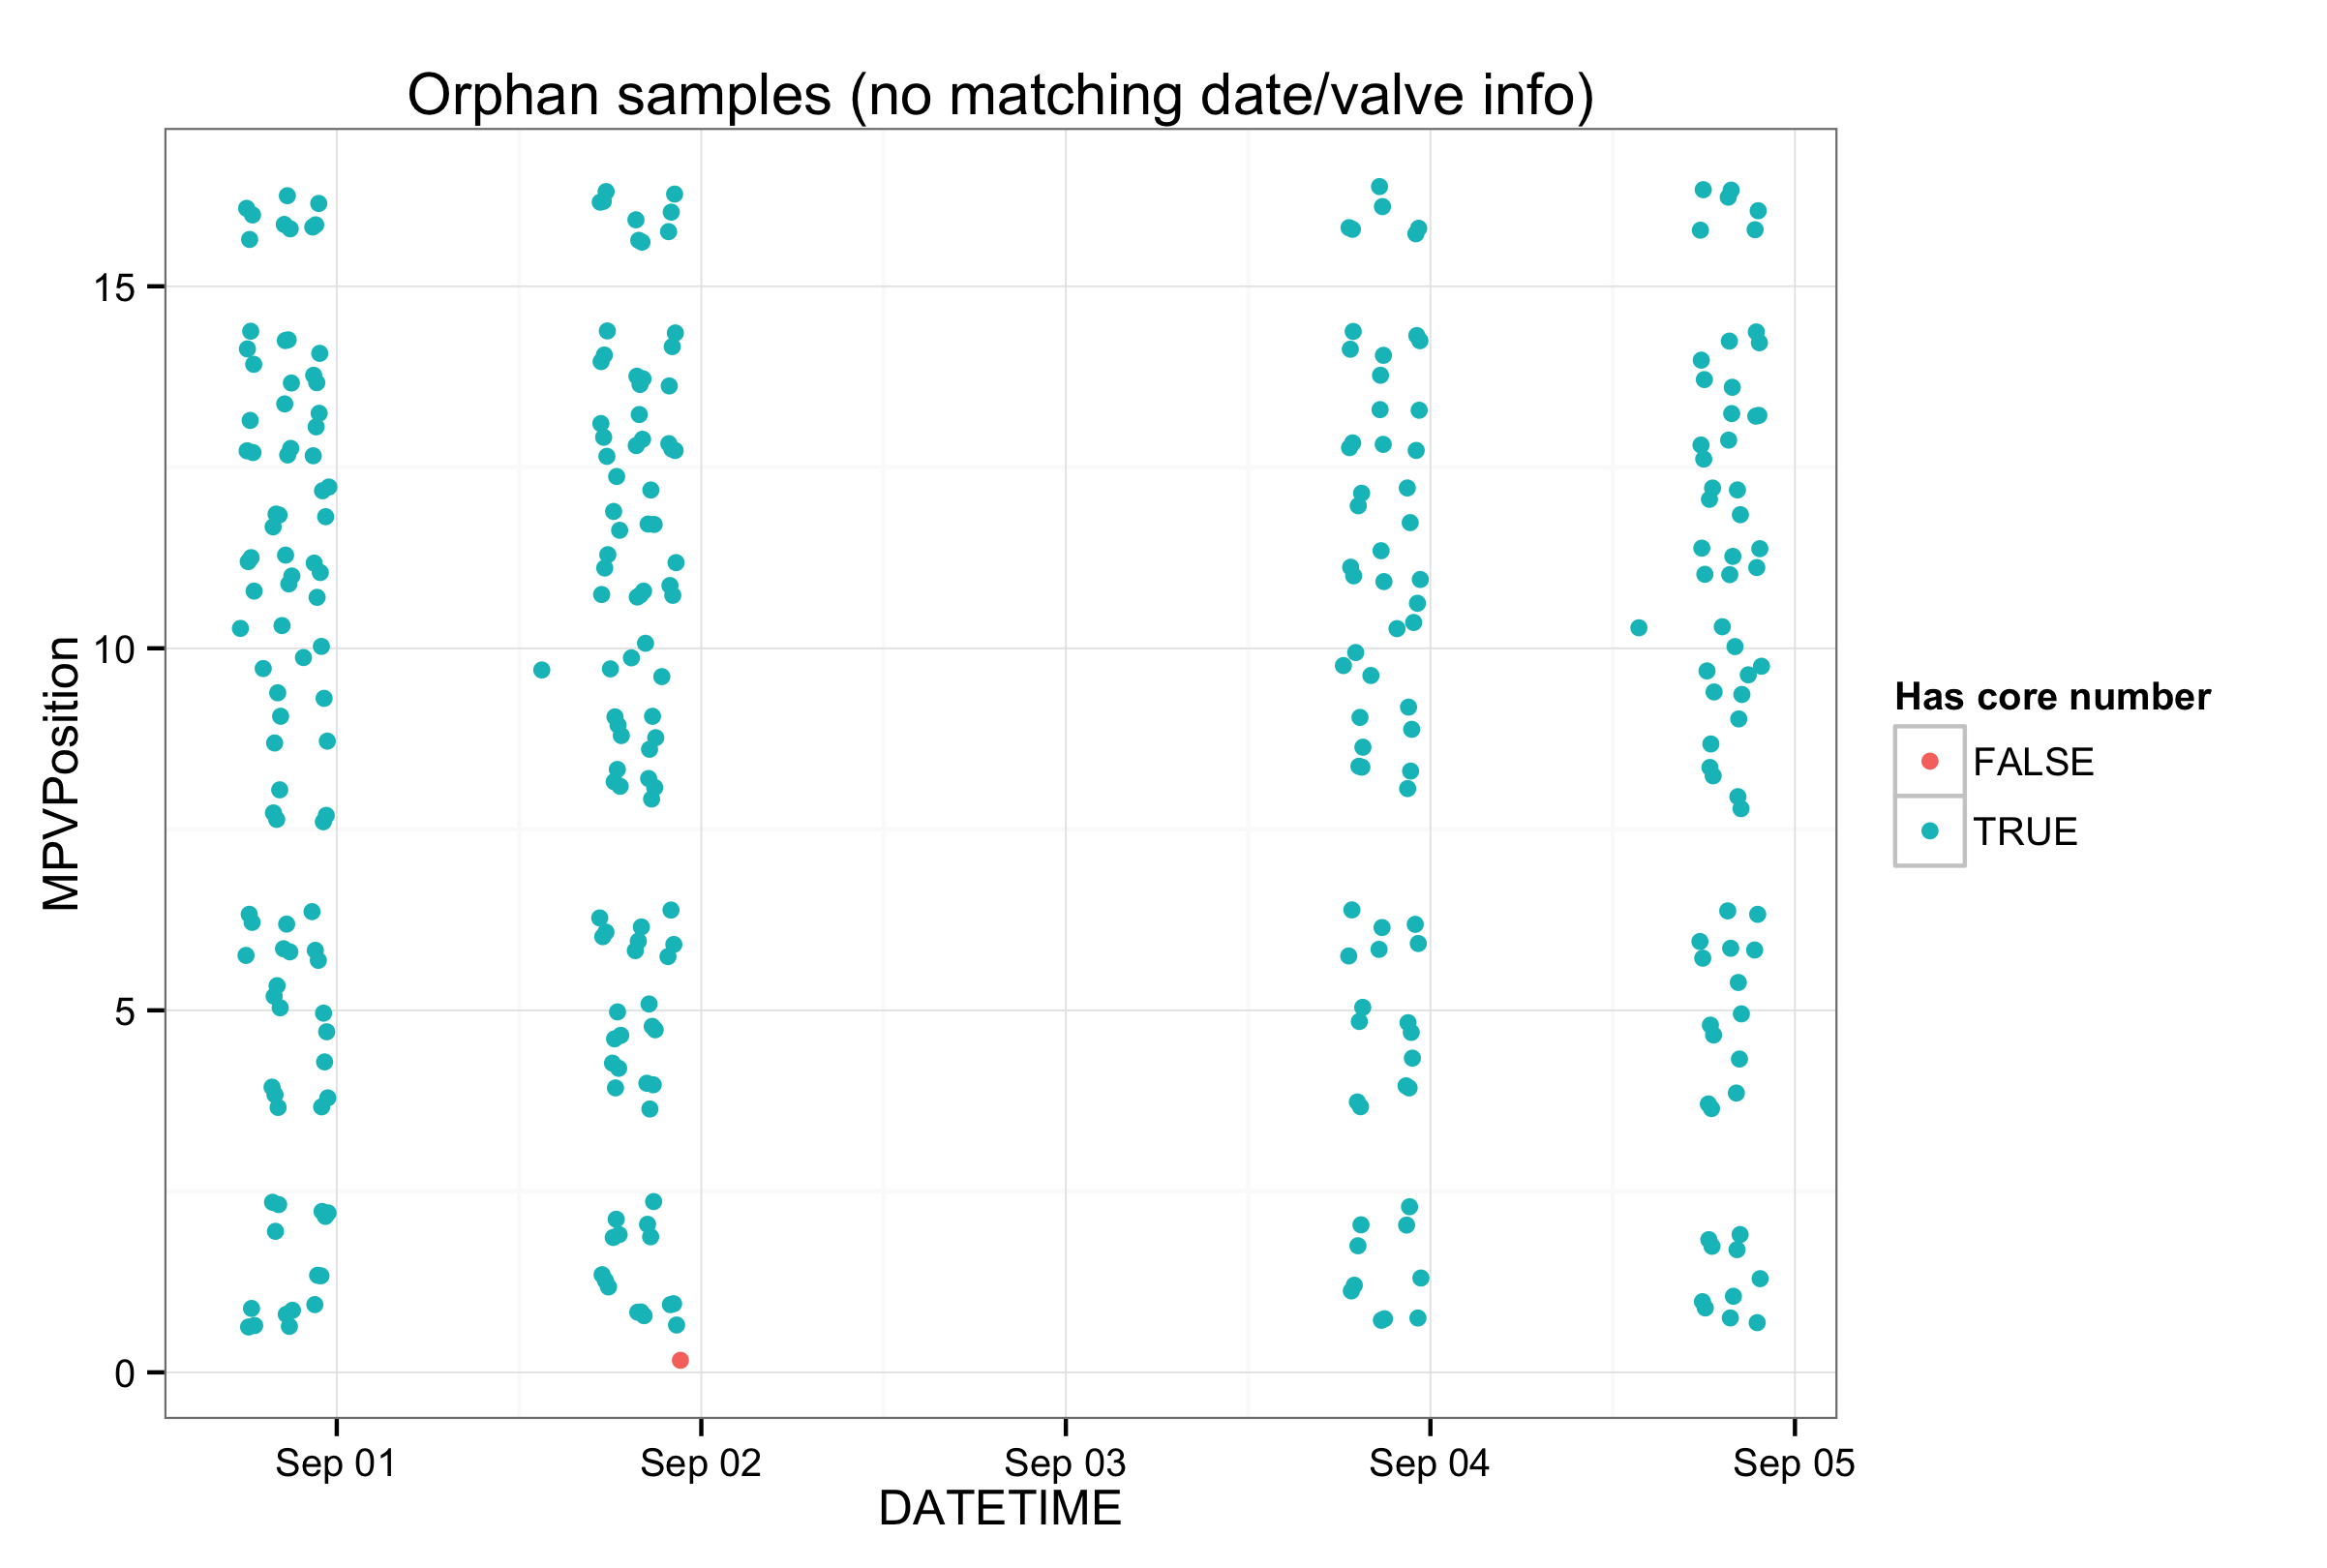 Orphan samples (no matching date/valve info)
15
10
5
0
MPVPosition
Sep 01
Sep 02
Sep 03
Sep 04
Sep 05
DATETIME
Has core number
FALSE
TRUE